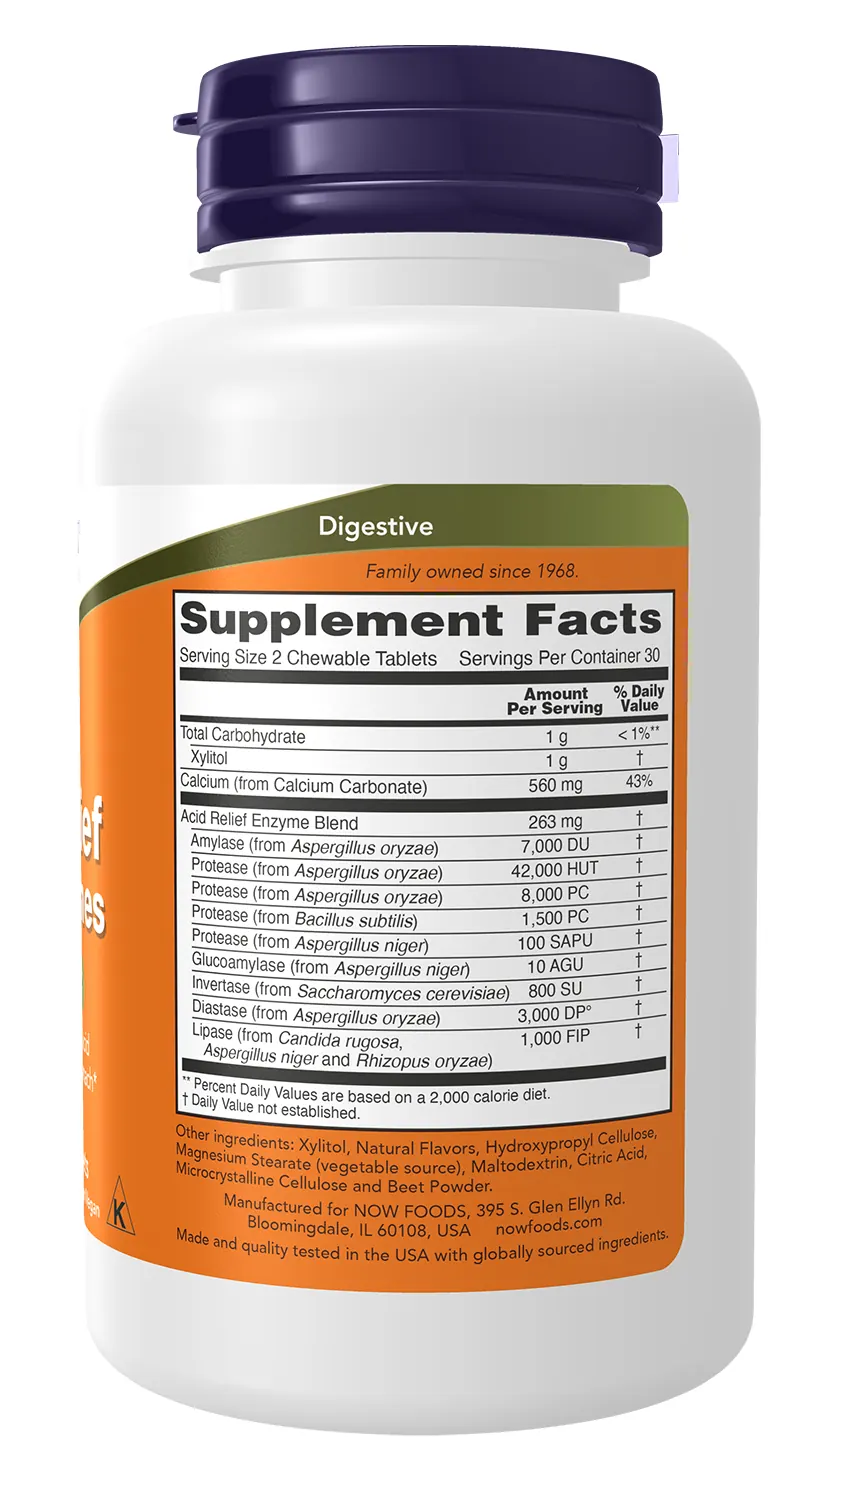 Digestive
Family owned since 1968.
Supplement Facts
Serving Size 2 Chewable Tablets Servings Per Container 30
Amount Per Serving % Daily Value
Total Carbohydrate 1 g < 1%**
Xylitol 1 g †
Calcium (from Calcium Carbonate) 560 mg 43%
Acid Relief Enzyme Blend 263 mg †
Amylase (from Aspergillus oryzae) 7,000 DU †
Protease (from Aspergillus oryzae) 42,000 HUT †
Protease (from Aspergillus oryzae) 8,000 PC †
Protease (from Bacillus subtilis) 1,500 PC †
Protease (from Aspergillus niger) 100 SAPU †
Glucoamylase (from Aspergillus niger) 10 AGU †
Invertase (from Saccharomyces cerevisiae) 800 SU †
Diastase (from Aspergillus oryzae) 3,000 DP° †
Lipase (from Candida rugosa, 1,000 FIP †
Aspergillus niger and Rhizopus oryzae)
** Percent Daily Values are based on a 2,000 calorie diet.
† Daily Value not established.
Other ingredients: Xylitol, Natural Flavors, Hydroxypropyl Cellulose,
Magnesium Stearate (vegetable source), Maltodextrin, Citric Acid,
Microcrystalline Cellulose and Beet Powder.
Manufactured for NOW FOODS, 395 S. Glen Ellyn Rd.
Bloomingdale, IL 60108, USA nowfoods.com
Made and quality tested in the USA with globally sourced ingredients.
K